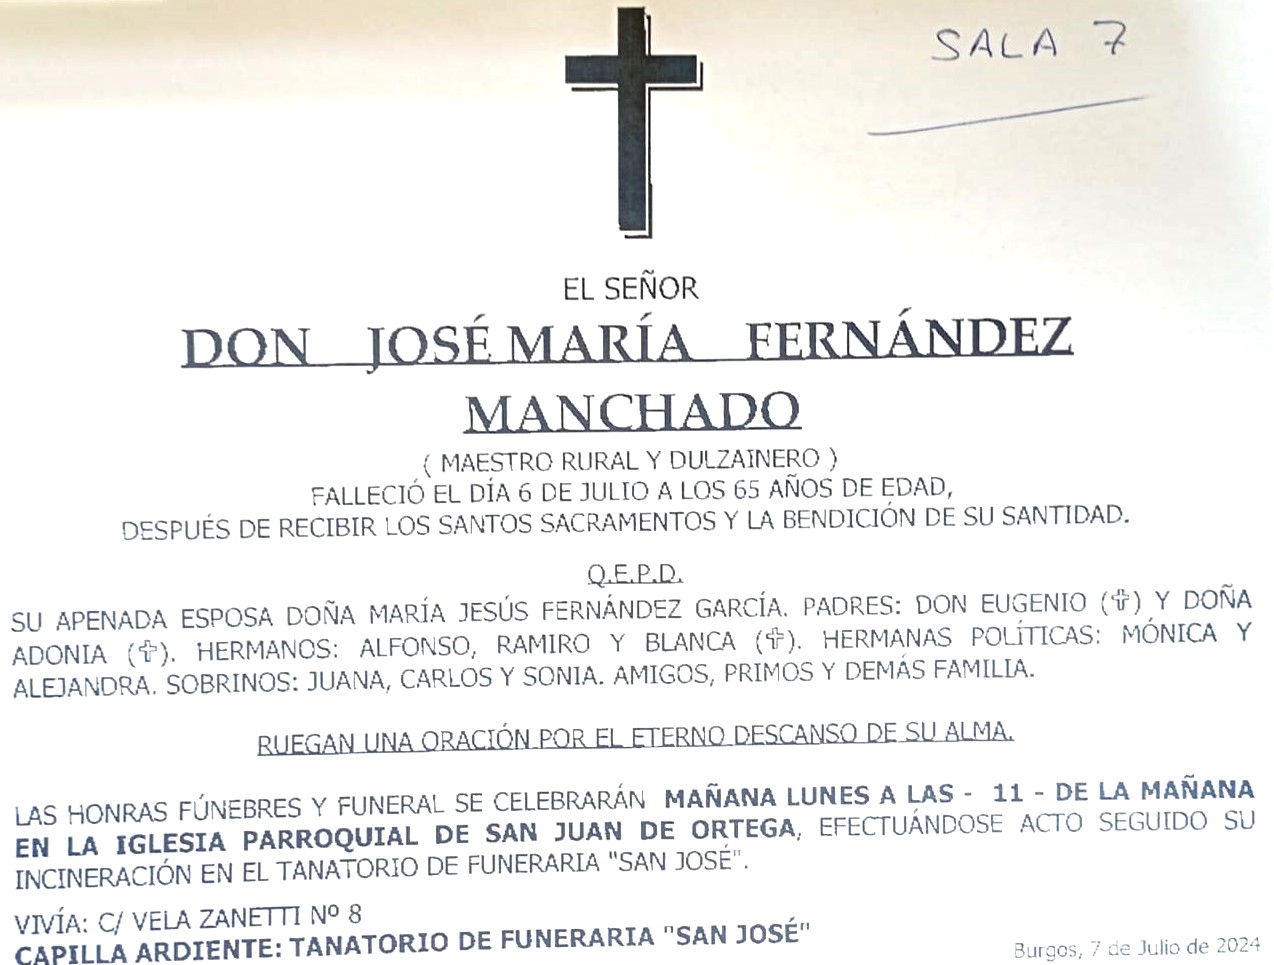 SALA 7
EL SEÑOR
DON JOSÉ MARÍA FERNÁNDEZ
MANCHADO
( MAESTRO RURAL Y DULZAINERO )
FALLECIÓ EL DÍA 6 DE JULIO A LOS 65 AÑOS DE EDAD,
DESPUÉS DE RECIBIR LOS SANTOS SACRAMENTOS Y LA BENDICIÓN DE SU SANTIDAD.
Q.E.P.D.
SU APENADA ESPOSA DOÑA MARÍA JESÚS FERNÁNDEZ GARCÍA. PADRES: DON EUGENIO (✞) Y DOÑA
ADONIA (✞). HERMANOS: ALFONSO, RAMIRO Y BLANCA (✞). HERMANAS POLÍTICAS: MÓNICA Y
ALEJANDRA. SOBRINOS: JUANA, CARLOS Y SONIA. AMIGOS, PRIMOS Y DEMÁS FAMILIA.
RUEGAN UNA ORACIÓN POR EL ETERNO DESCANSO DE SU ALMA.
LAS HONRAS FÚNEBRES Y FUNERAL SE CELEBRARÁN MAÑANA LUNES A LAS - 11 - DE LA MAÑANA
EN LA IGLESIA PARROQUIAL DE SAN JUAN DE ORTEGA, EFECTUÁNDOSE ACTO SEGUIDO SU
INCINERACIÓN EN EL TANATORIO DE FUNERARIA "SAN JOSÉ".
VIVÍA: C/ VELA ZANETTI Nº 8
CAPILLA ARDIENTE: TANATORIO DE FUNERARIA "SAN JOSÉ"
Burgos, 7 de Julio de 2024